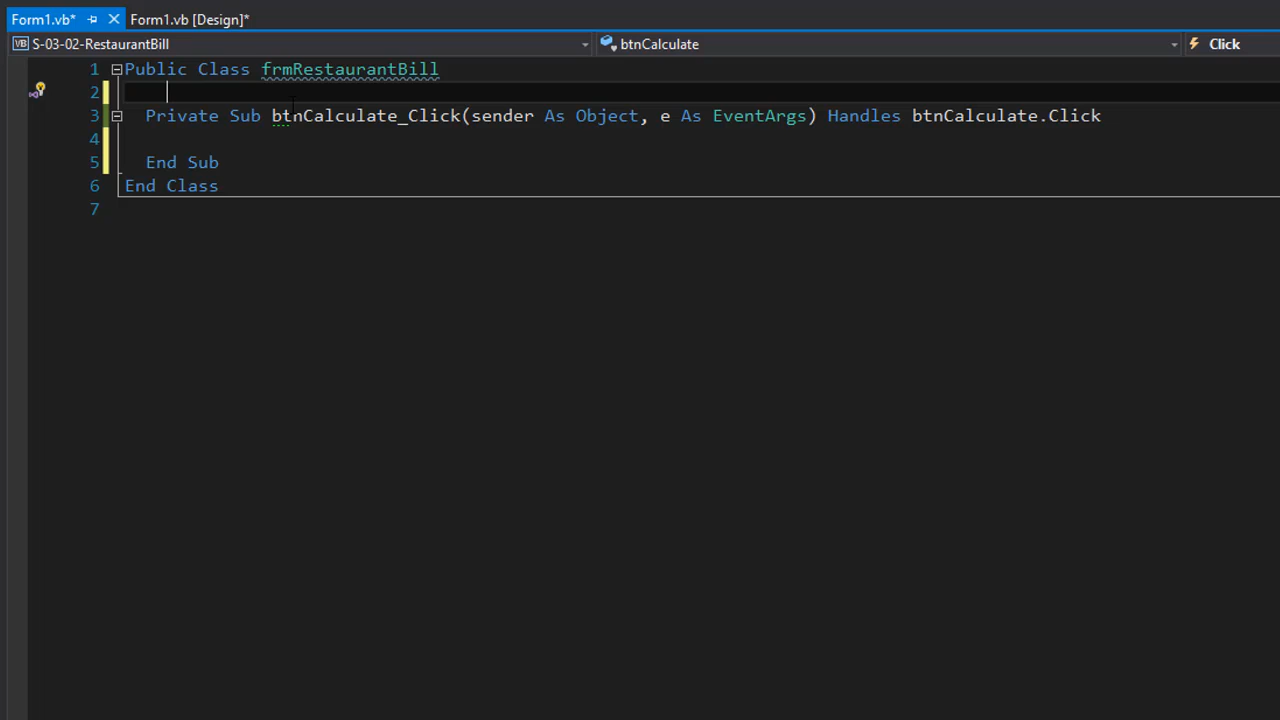 Form1.vb* Form1.vb [Design]*
VB S-03-02-RestaurantBill btnCalculate Click
1 Public Class frmRestaurantBill
2
3 Private Sub btnCalculate_Click(sender As Object, e As EventArgs) Handles btnCalculate.Click
4
5 End Sub
6 End Class
7